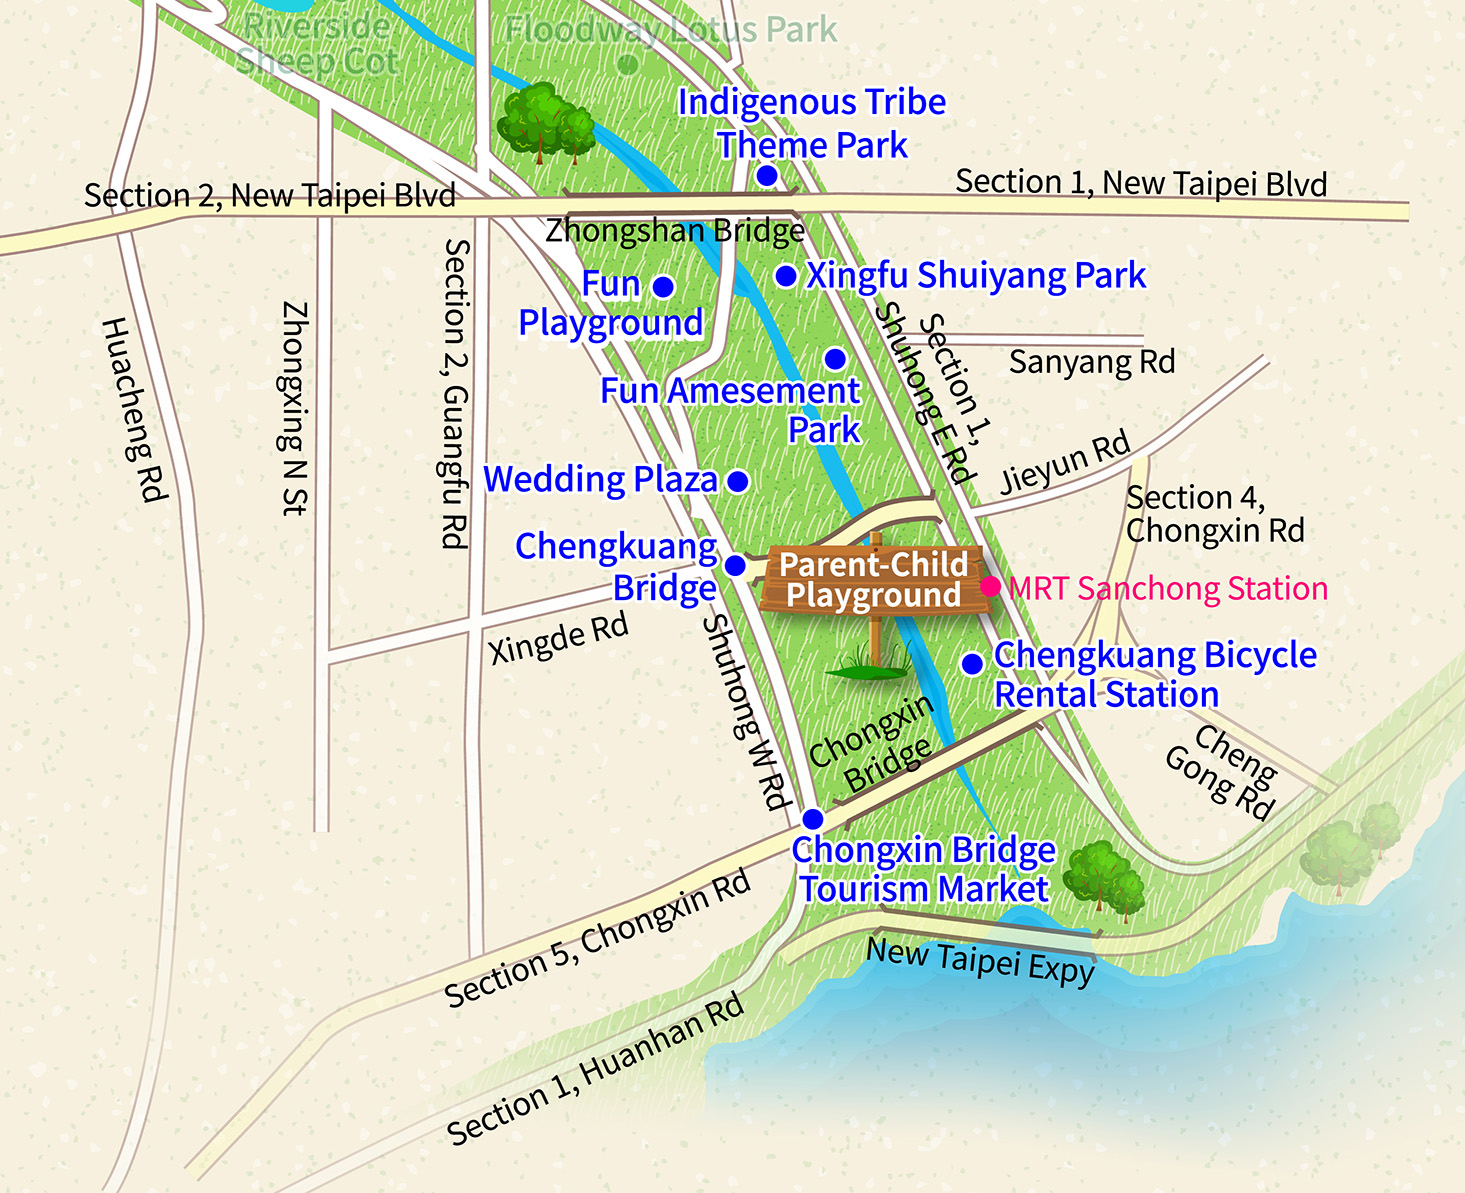 Riverside
Sheep Cot
Floodway Lotus Park
Indigenous Tribe
Theme Park
Section 2, New Taipei Blvd
Section 1, New Taipei Blvd
Zhongshan Bridge
Fun
Playground
Xingfu Shuiyang Park
Huacheng Rd
Zhongxing N St
Section 2, Guangfu Rd
Section 1,
Shuhong E Rd
Sanyang Rd
Fun Amesement
Park
Jieyun Rd
Wedding Plaza
Section 4,
Chongxin Rd
Chengkuang
Bridge
Parent-Child
Playground
MRT Sanchong Station
Xingde Rd
Shuhong W Rd
Chengkuang Bicycle
Rental Station
Chongxin
Bridge
Cheng
Gong Rd
Chongxin Bridge
Tourism Market
Section 5, Chongxin Rd
New Taipei Expy
Section 1, Huanhan Rd